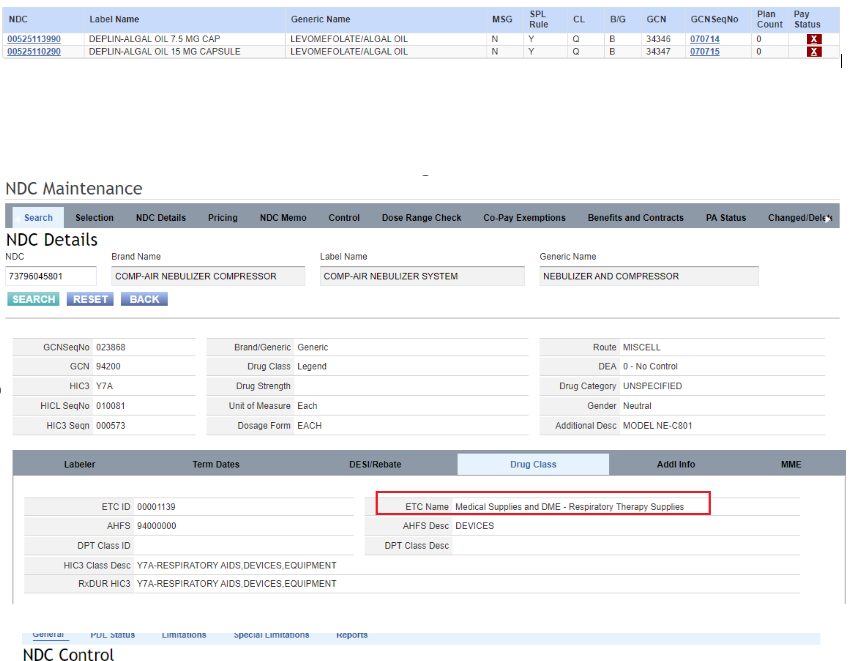 NDC Label Name Generic Name MSG SPL Rule CL B/G GCN GCNSeqNo Plan Count Pay Status
00525113990 DEPLIN-ALGAL OIL 7.5 MG CAP LEVOMEFOLATE/ALGAL OIL N Y Q B 34346 070714 0 X
00525110290 DEPLIN-ALGAL OIL 15 MG CAPSULE LEVOMEFOLATE/ALGAL OIL N Y Q B 34347 070715 0 X
NDC Maintenance
Search Selection NDC Details Pricing NDC Memo Control Dose Range Check Co-Pay Exemptions Benefits and Contracts PA Status Changed/Delets
NDC Details
NDC Brand Name Label Name Generic Name
73796045801 COMP-AIR NEBULIZER COMPRESSOR COMP-AIR NEBULIZER SYSTEM NEBULIZER AND COMPRESSOR
SEARCH RESET BACK
GCNSeqNo 023868 Brand/Generic Generic Route MISCELL
GCN 94200 Drug Class Legend DEA 0 - No Control
HIC3 Y7A Drug Strength Drug Category UNSPECIFIED
HICL SeqNo 010081 Unit of Measure Each Gender Neutral
HIC3 Seqn 000573 Dosage Form EACH Additional Desc MODEL NE-C801
Labeler Term Dates DESI/Rebate Drug Class Addl Info MME
ETC ID 00001139 ETC Name Medical Supplies and DME - Respiratory Therapy Supplies
AHFS 94000000 AHFS Desc DEVICES
DPT Class ID DPT Class Desc
HIC3 Class Desc Y7A-RESPIRATORY AIDS,DEVICES,EQUIPMENT
RxDUR HIC3 Y7A-RESPIRATORY AIDS,DEVICES,EQUIPMENT
General PDL Status Limitations Special Limitations Reports
NDC Control